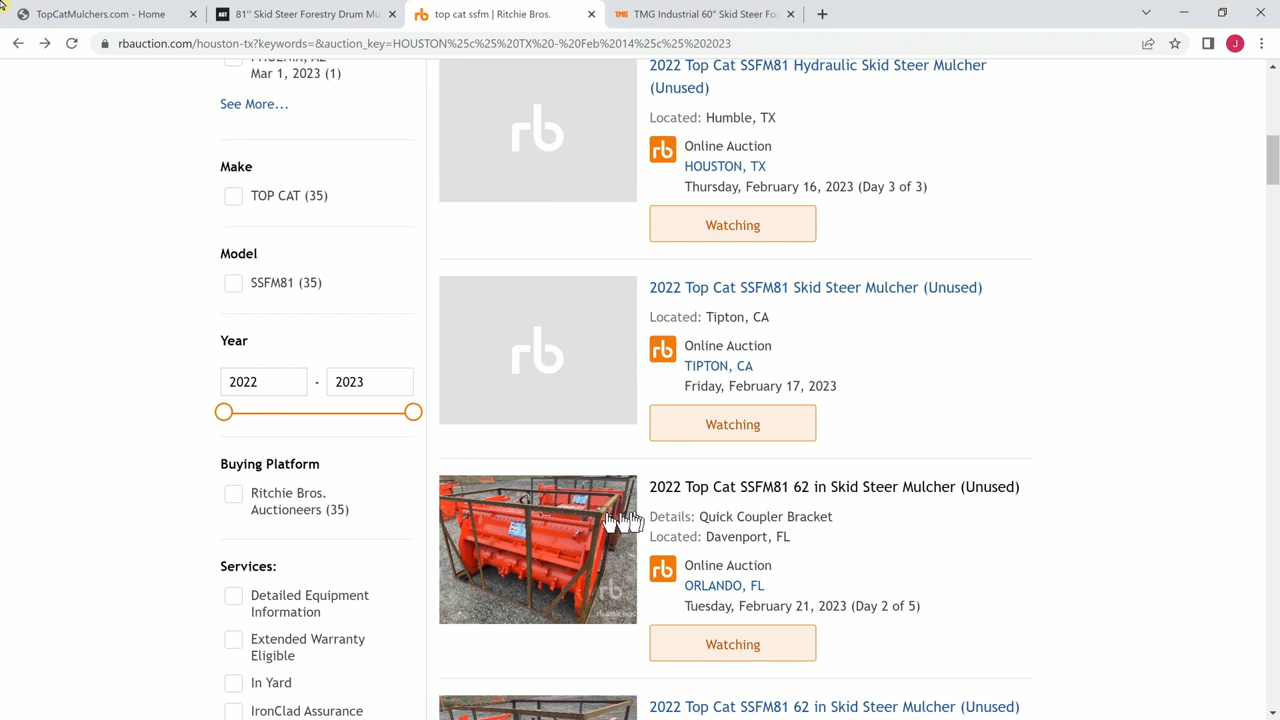 TopCatMulchers.com - Home
81" Skid Steer Forestry Drum Mu
top cat ssfm | Ritchie Bros.
TMG Industrial 60" Skid Steer For
rbauction.com/houston-tx?keywords=&auction_key=HOUSTON%25c%25%20TX%20-%20Feb%2014%25c%25%202023
J
PHOENIX, AZ
Mar 1, 2023 (1)
See More...
Make
TOP CAT (35)
Model
SSFM81 (35)
Year
2022 - 2023
Buying Platform
Ritchie Bros.
Auctioneers (35)
Services:
Detailed Equipment
Information
Extended Warranty
Eligible
In Yard
IronClad Assurance
2022 Top Cat SSFM81 Hydraulic Skid Steer Mulcher
(Unused)
Located: Humble, TX
rb
rb Online Auction
HOUSTON, TX
Thursday, February 16, 2023 (Day 3 of 3)
Watching
2022 Top Cat SSFM81 Skid Steer Mulcher (Unused)
Located: Tipton, CA
rb
rb Online Auction
TIPTON, CA
Friday, February 17, 2023
Watching
2022 Top Cat SSFM81 62 in Skid Steer Mulcher (Unused)
Details: Quick Coupler Bracket
Located: Davenport, FL
rb
rb Online Auction
ORLANDO, FL
Tuesday, February 21, 2023 (Day 2 of 5)
Watching
2022 Top Cat SSFM81 62 in Skid Steer Mulcher (Unused)